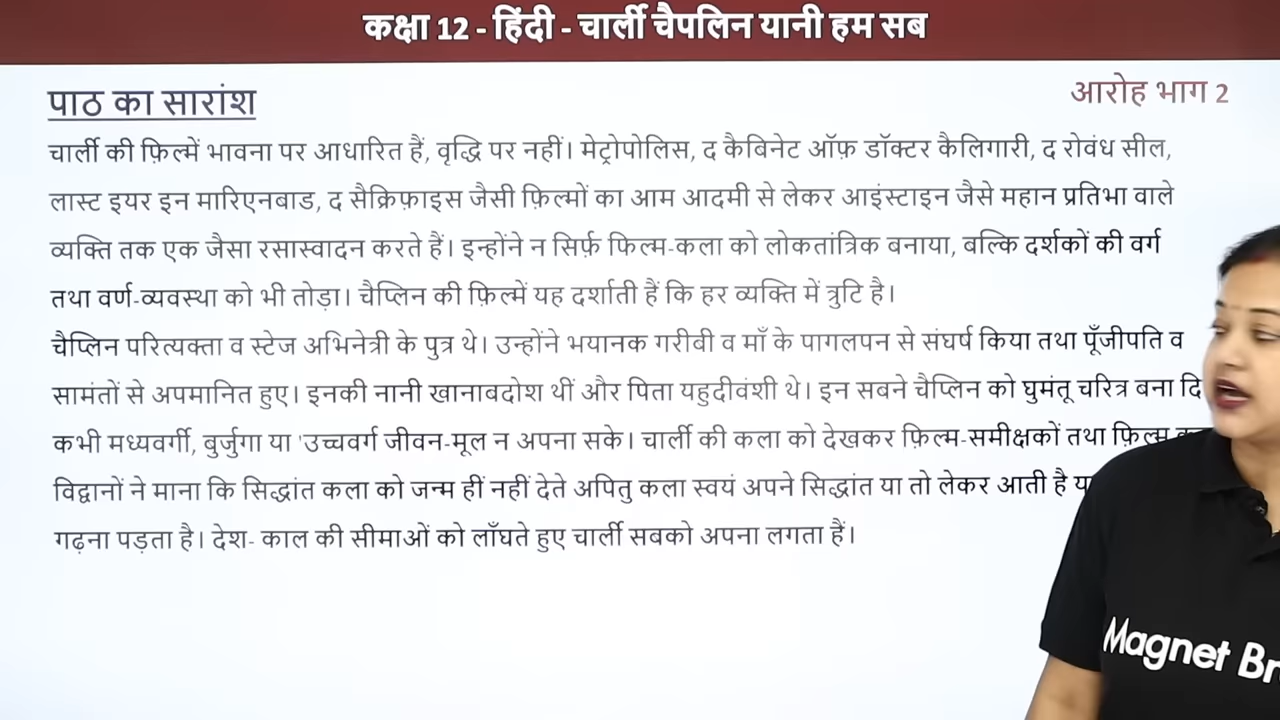 कक्षा 12 - हिंदी - चार्ली चैपलिन यानी हम सब
पाठ का सारांश
आरोह भाग 2
चार्ली की फ़िल्में भावना पर आधारित हैं, वृद्धि पर नहीं। मेट्रोपोलिस, द कैबिनेट ऑफ़ डॉक्टर कैलिगारी, द रोवंध सील,
लास्ट इयर इन मारिएनबाड, द सैक्रिफ़ाइस जैसी फ़िल्मों का आम आदमी से लेकर आइंस्टाइन जैसे महान प्रतिभा वाले
व्यक्ति तक एक जैसा रसास्वादन करते हैं। इन्होंने न सिर्फ़ फिल्म-कला को लोकतांत्रिक बनाया, बल्कि दर्शकों की वर्ग
तथा वर्ण-व्यवस्था को भी तोड़ा। चैप्लिन की फ़िल्में यह दर्शाती हैं कि हर व्यक्ति में त्रुटि है।
चैप्लिन परित्यक्ता व स्टेज अभिनेत्री के पुत्र थे। उन्होंने भयानक गरीबी व माँ के पागलपन से संघर्ष किया तथा पूँजीपति व
सामंतों से अपमानित हुए। इनकी नानी खानाबदोश थीं और पिता यहुदीवंशी थे। इन सबने चैप्लिन को घुमंतू चरित्र बना
कभी मध्यवर्गी, बुर्जुगा या 'उच्चवर्ग जीवन-मूल न अपना सके। चार्ली की कला को देखकर फ़िल्म-समीक्षकों तथा फ़िल्म
विद्वानों ने माना कि सिद्धांत कला को जन्म हीं नहीं देते अपितु कला स्वयं अपने सिद्धांत या तो लेकर आती है
गढ़ना पड़ता है। देश- काल की सीमाओं को लाँघते हुए चार्ली सबको अपना लगता हैं।
Magnet